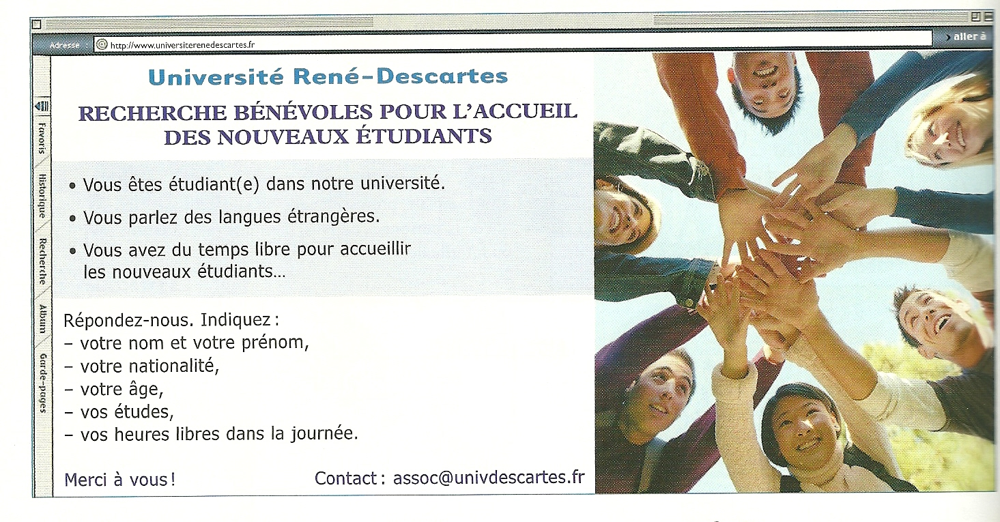 Adresse @ http://www.universiterenedescartes.fr › aller à
Favoris
Historique
Recherche
Album
Garde-pages
Université René-Descartes
RECHERCHE BÉNÉVOLES POUR L'ACCUEIL
DES NOUVEAUX ÉTUDIANTS
• Vous êtes étudiant(e) dans notre université.
• Vous parlez des langues étrangères.
• Vous avez du temps libre pour accueillir
les nouveaux étudiants...
Répondez-nous. Indiquez :
– votre nom et votre prénom,
– votre nationalité,
– votre âge,
– vos études,
– vos heures libres dans la journée.
Merci à vous ! Contact : assoc@univdescartes.fr